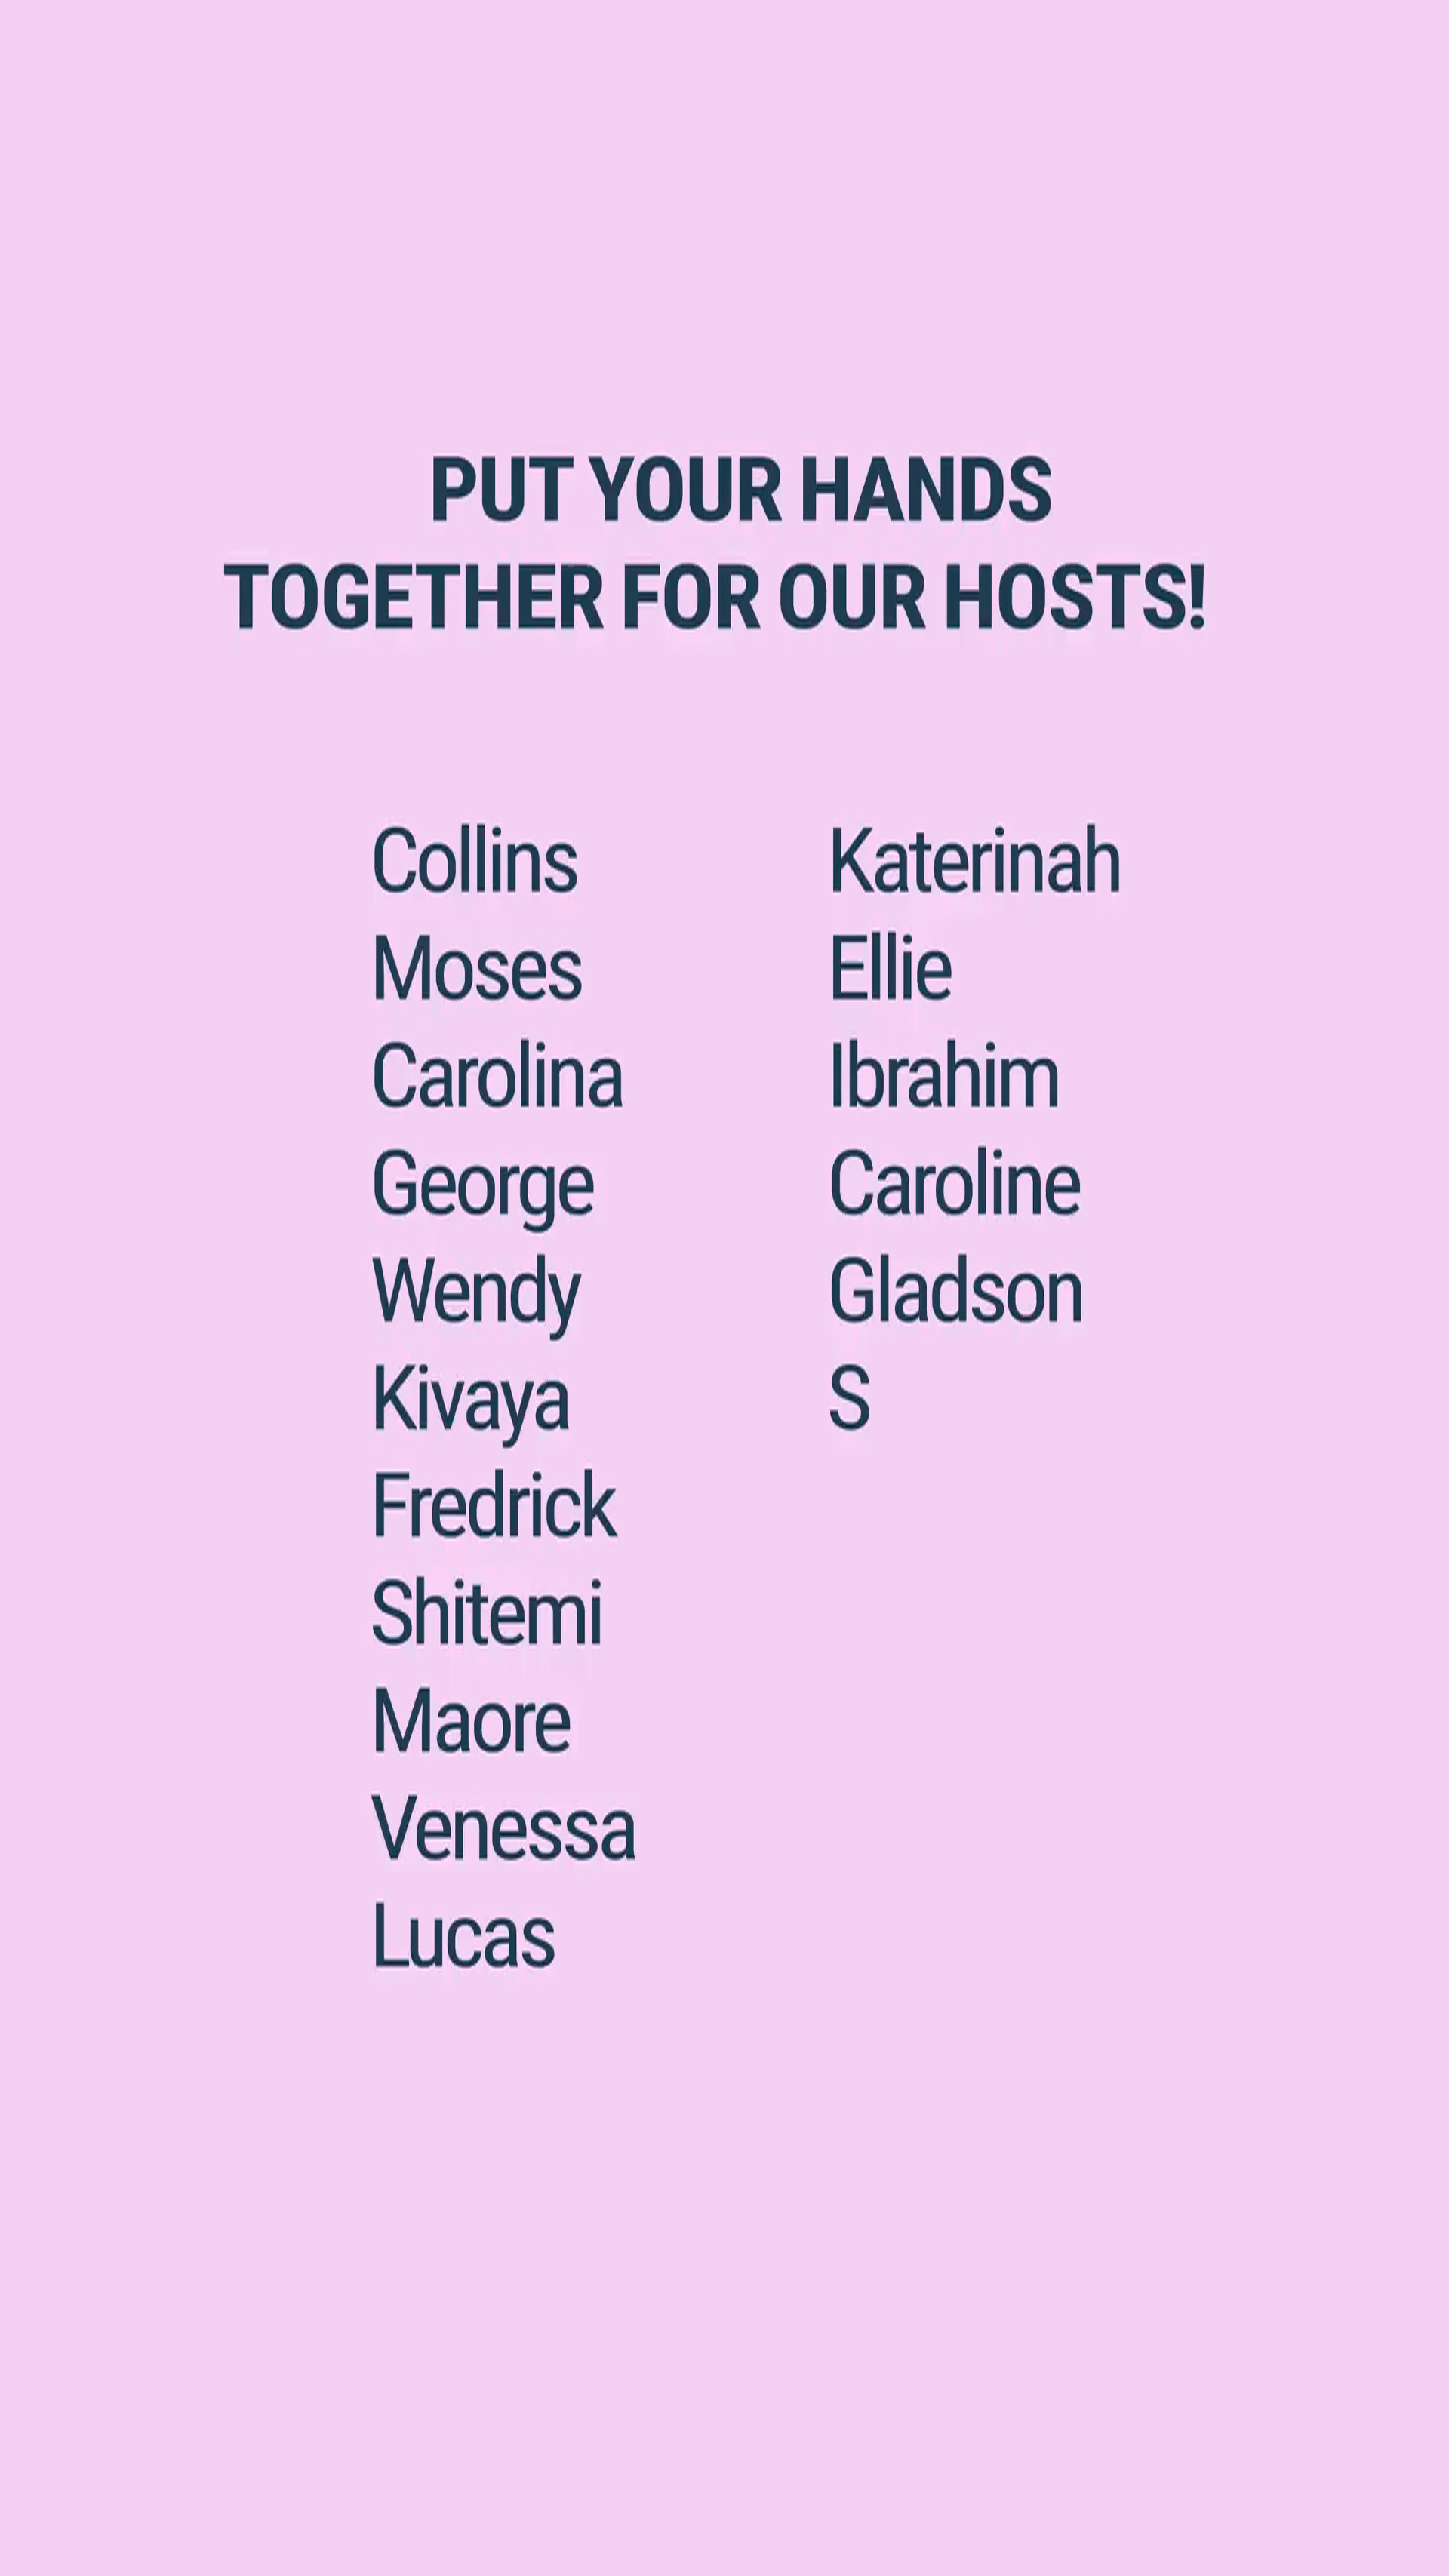 PUT YOUR HANDS
TOGETHER FOR OUR HOSTS!
Collins
Moses
Carolina
George
Wendy
Kivaya
Fredrick
Shitemi
Maore
Venessa
Lucas
Katerinah
Ellie
Ibrahim
Caroline
Gladson
S